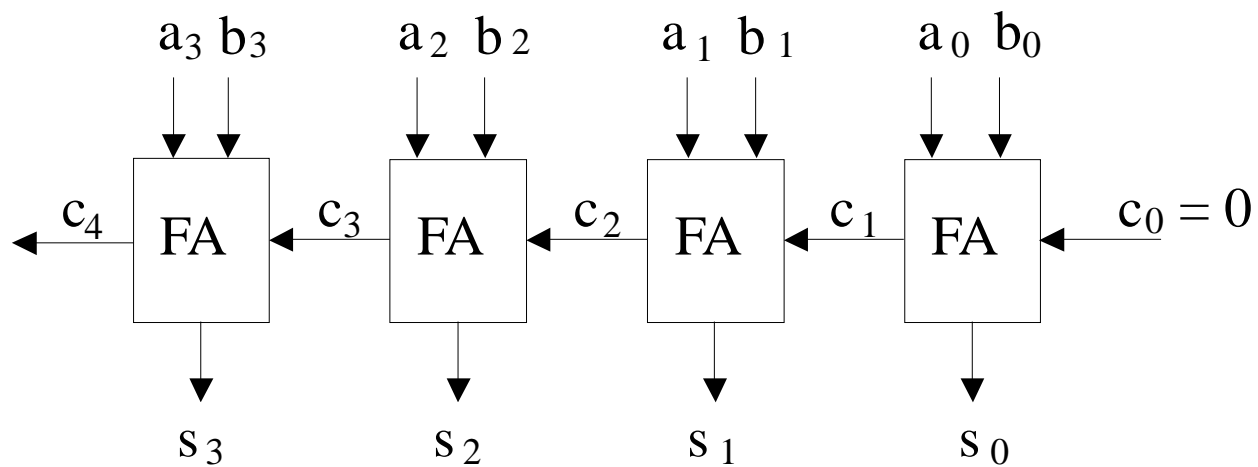 a₃ b₃ a₂ b₂ a₁ b₁ a₀ b₀
c₄ FA c₃ FA c₂ FA c₁ FA c₀ = 0
s₃ s₂ s₁ s₀